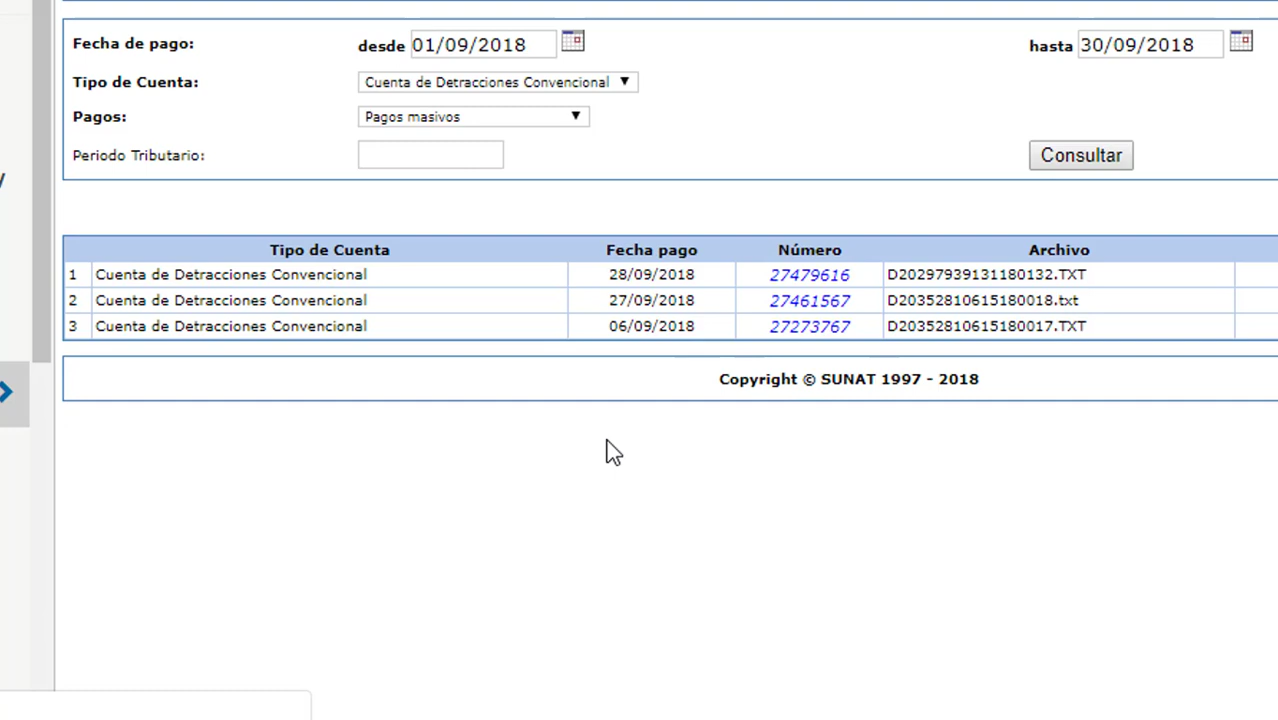 Fecha de pago: desde 01/09/2018 hasta 30/09/2018
Tipo de Cuenta: Cuenta de Detracciones Convencional
Pagos: Pagos masivos
Periodo Tributario: Consultar
Tipo de Cuenta Fecha pago Número Archivo
1 Cuenta de Detracciones Convencional 28/09/2018 27479616 D20297939131180132.TXT
2 Cuenta de Detracciones Convencional 27/09/2018 27461567 D20352810615180018.txt
3 Cuenta de Detracciones Convencional 06/09/2018 27273767 D20352810615180017.TXT
Copyright © SUNAT 1997 - 2018